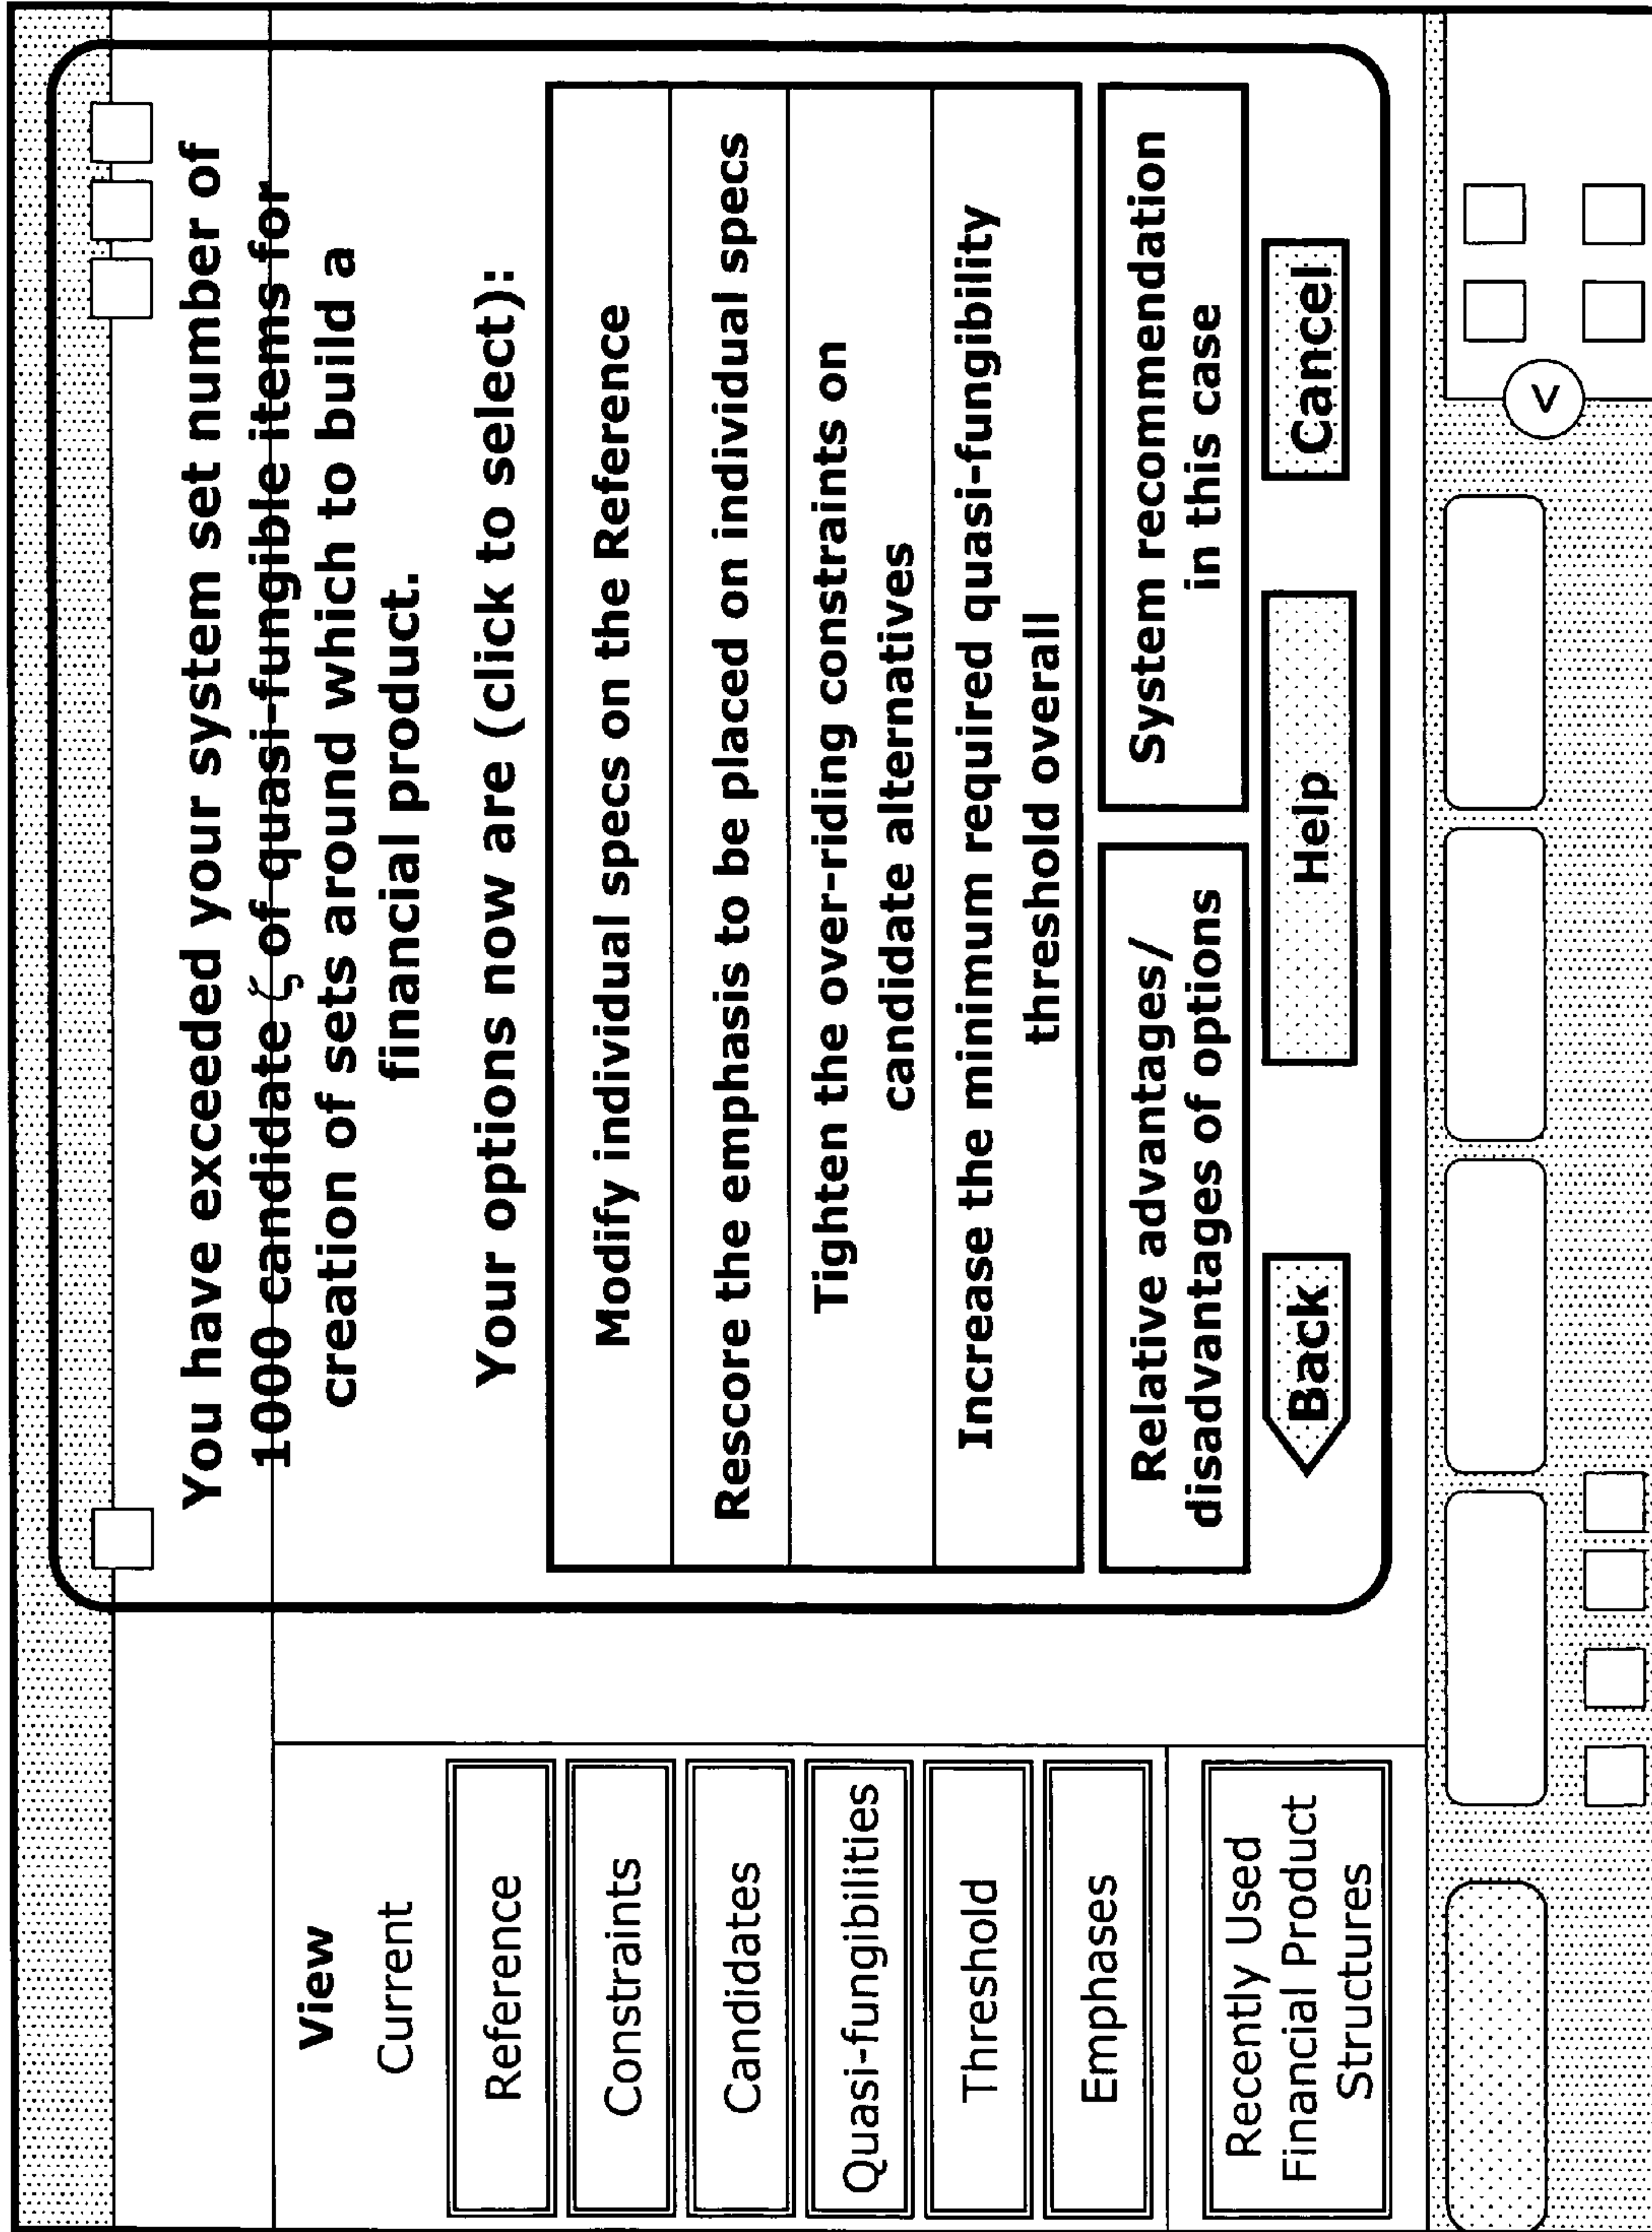 You have exceeded your system set number of
1000 candidate ζ of quasi-fungible items for
creation of sets around which to build a
financial product.
Your options now are (click to select):
Modify individual specs on the Reference
Rescore the emphasis to be placed on individual specs
Tighten the over-riding constraints on
candidate alternatives
Increase the minimum required quasi-fungibility
threshold overall
Relative advantages/
disadvantages of options
System recommendation
in this case
Back
Help
Cancel
View
Current
Reference
Constraints
Candidates
Quasi-fungibilities
Threshold
Emphases
Recently Used
Financial Product
Structures
<